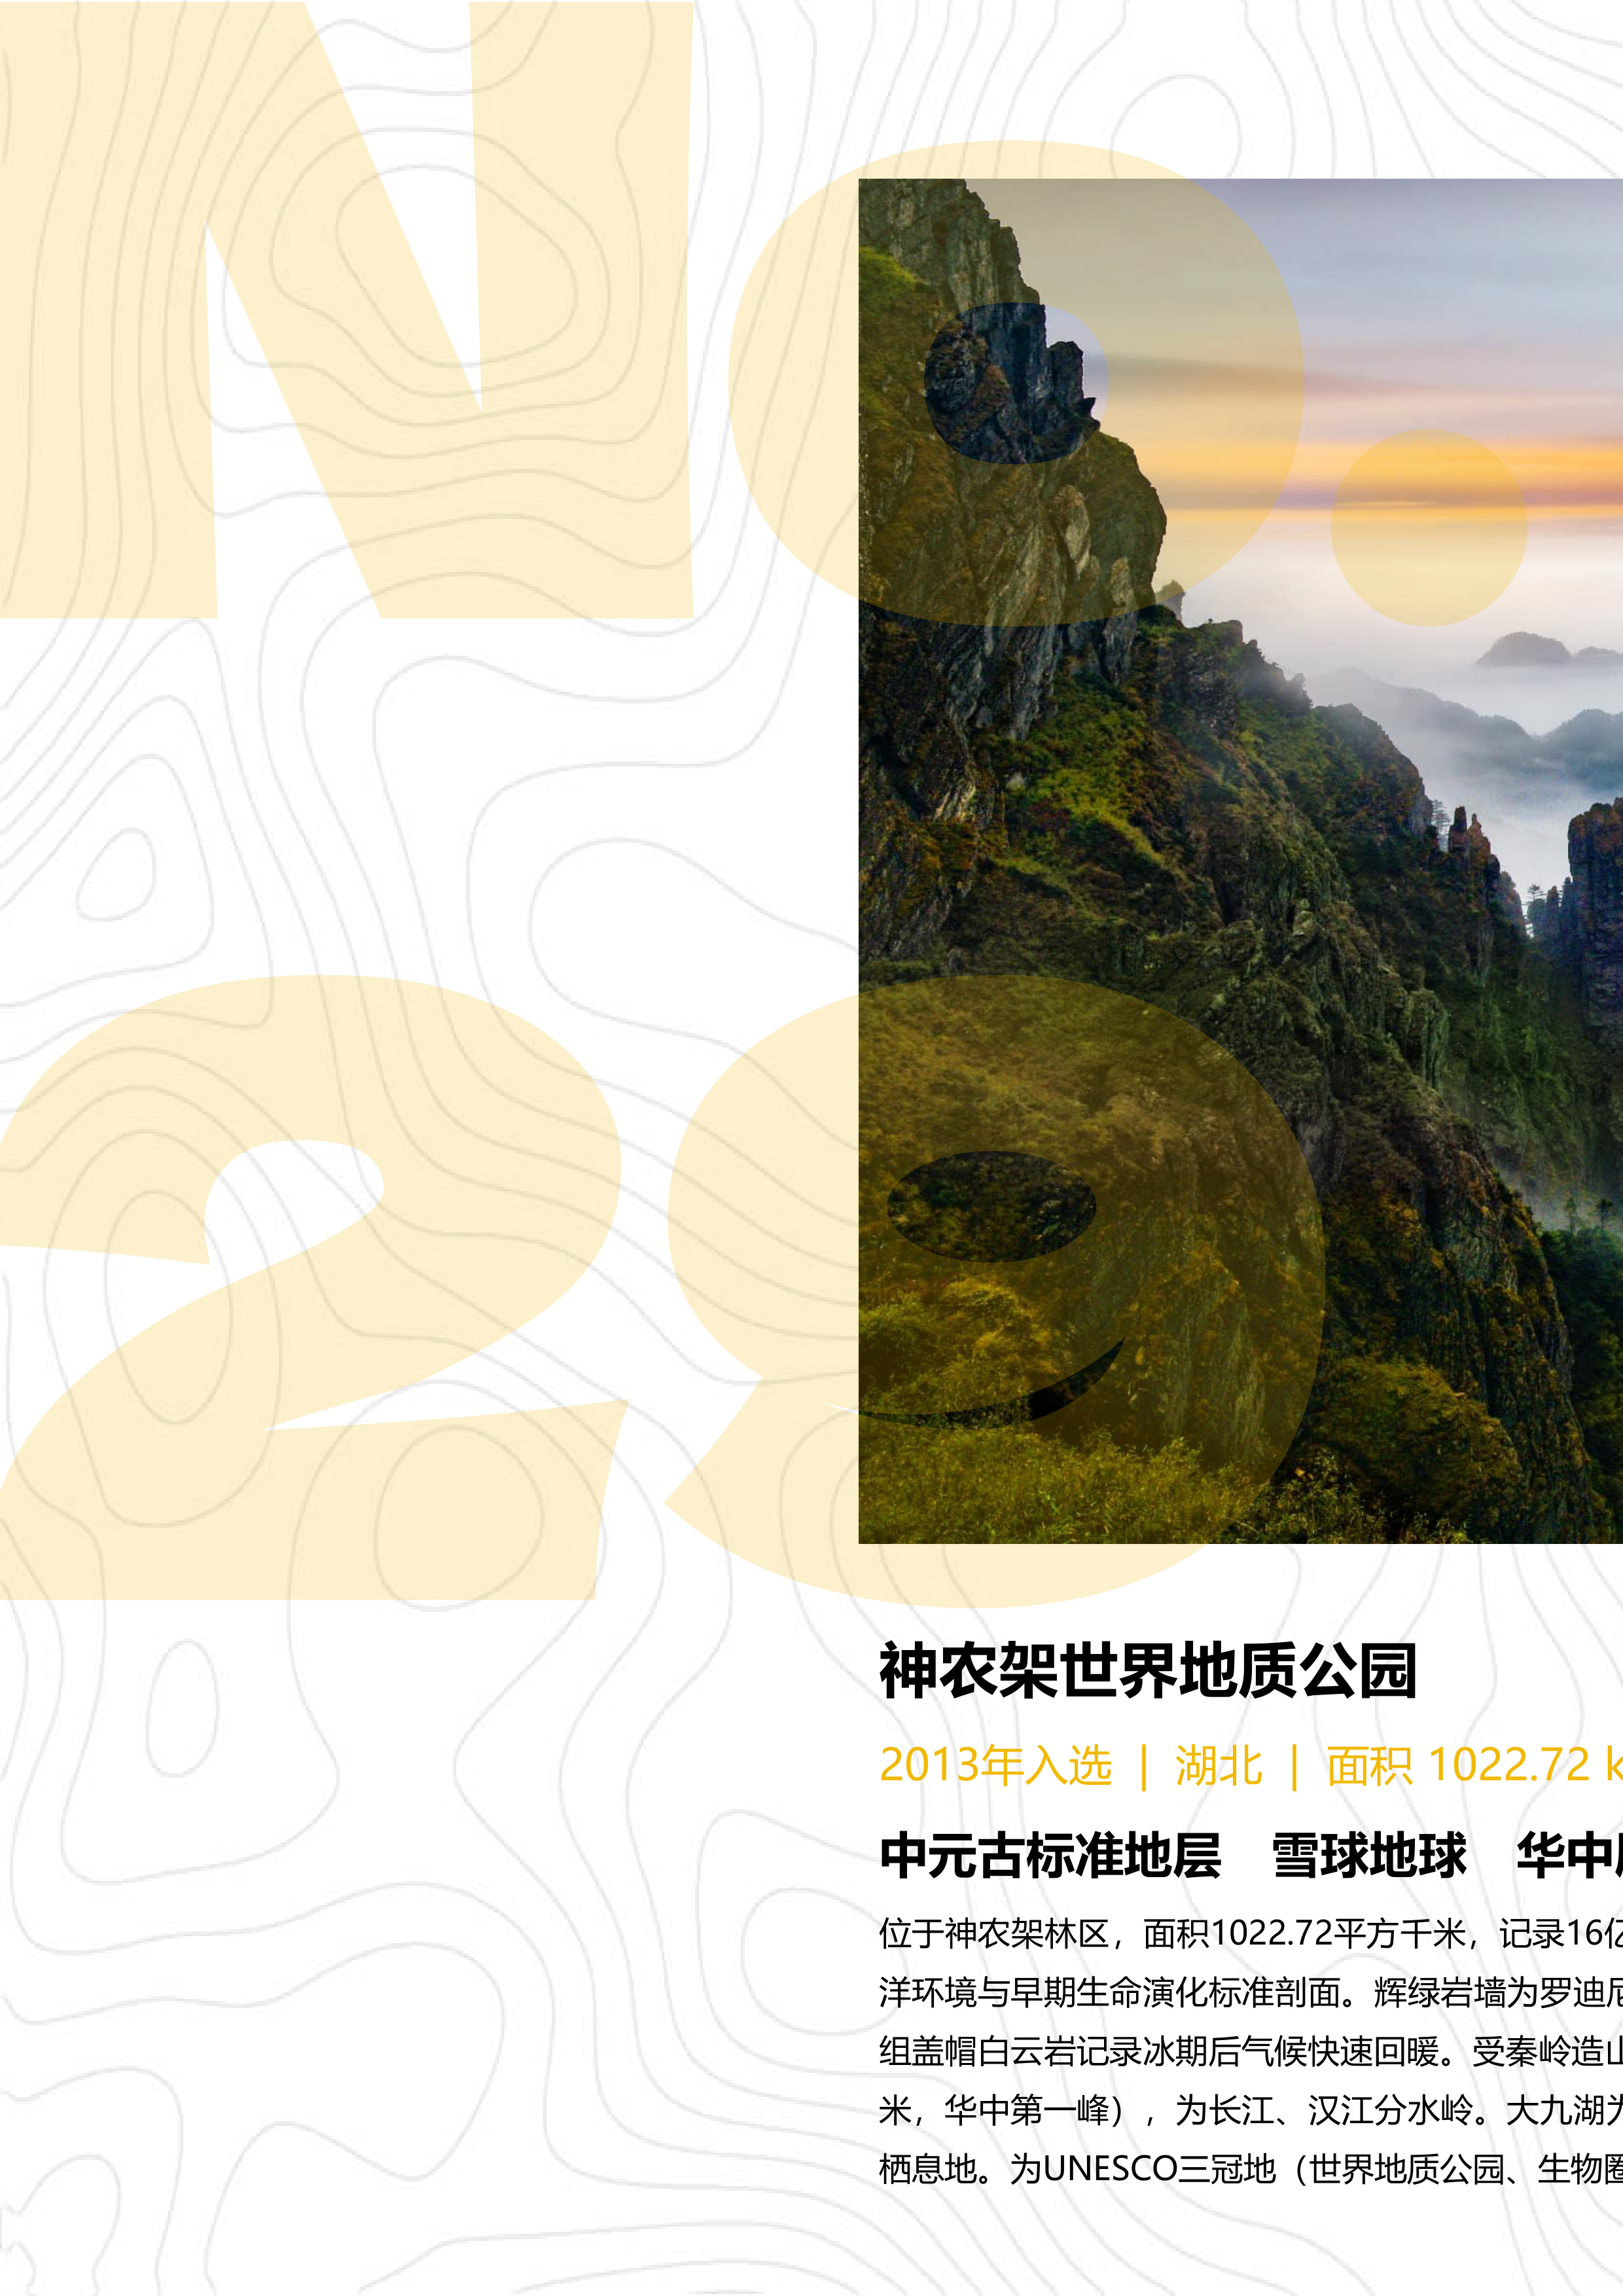 No.
29
神农架世界地质公园
2013年入选 | 湖北 | 面积 1022.72 k
中元古标准地层 雪球地球 华中
位于神农架林区，面积1022.72平方千米，记录16亿
洋环境与早期生命演化标准剖面。辉绿岩墙为罗迪尼
组盖帽白云岩记录冰期后气候快速回暖。受秦岭造山
米，华中第一峰），为长江、汉江分水岭。大九湖为
栖息地。为UNESCO三冠地（世界地质公园、生物圈